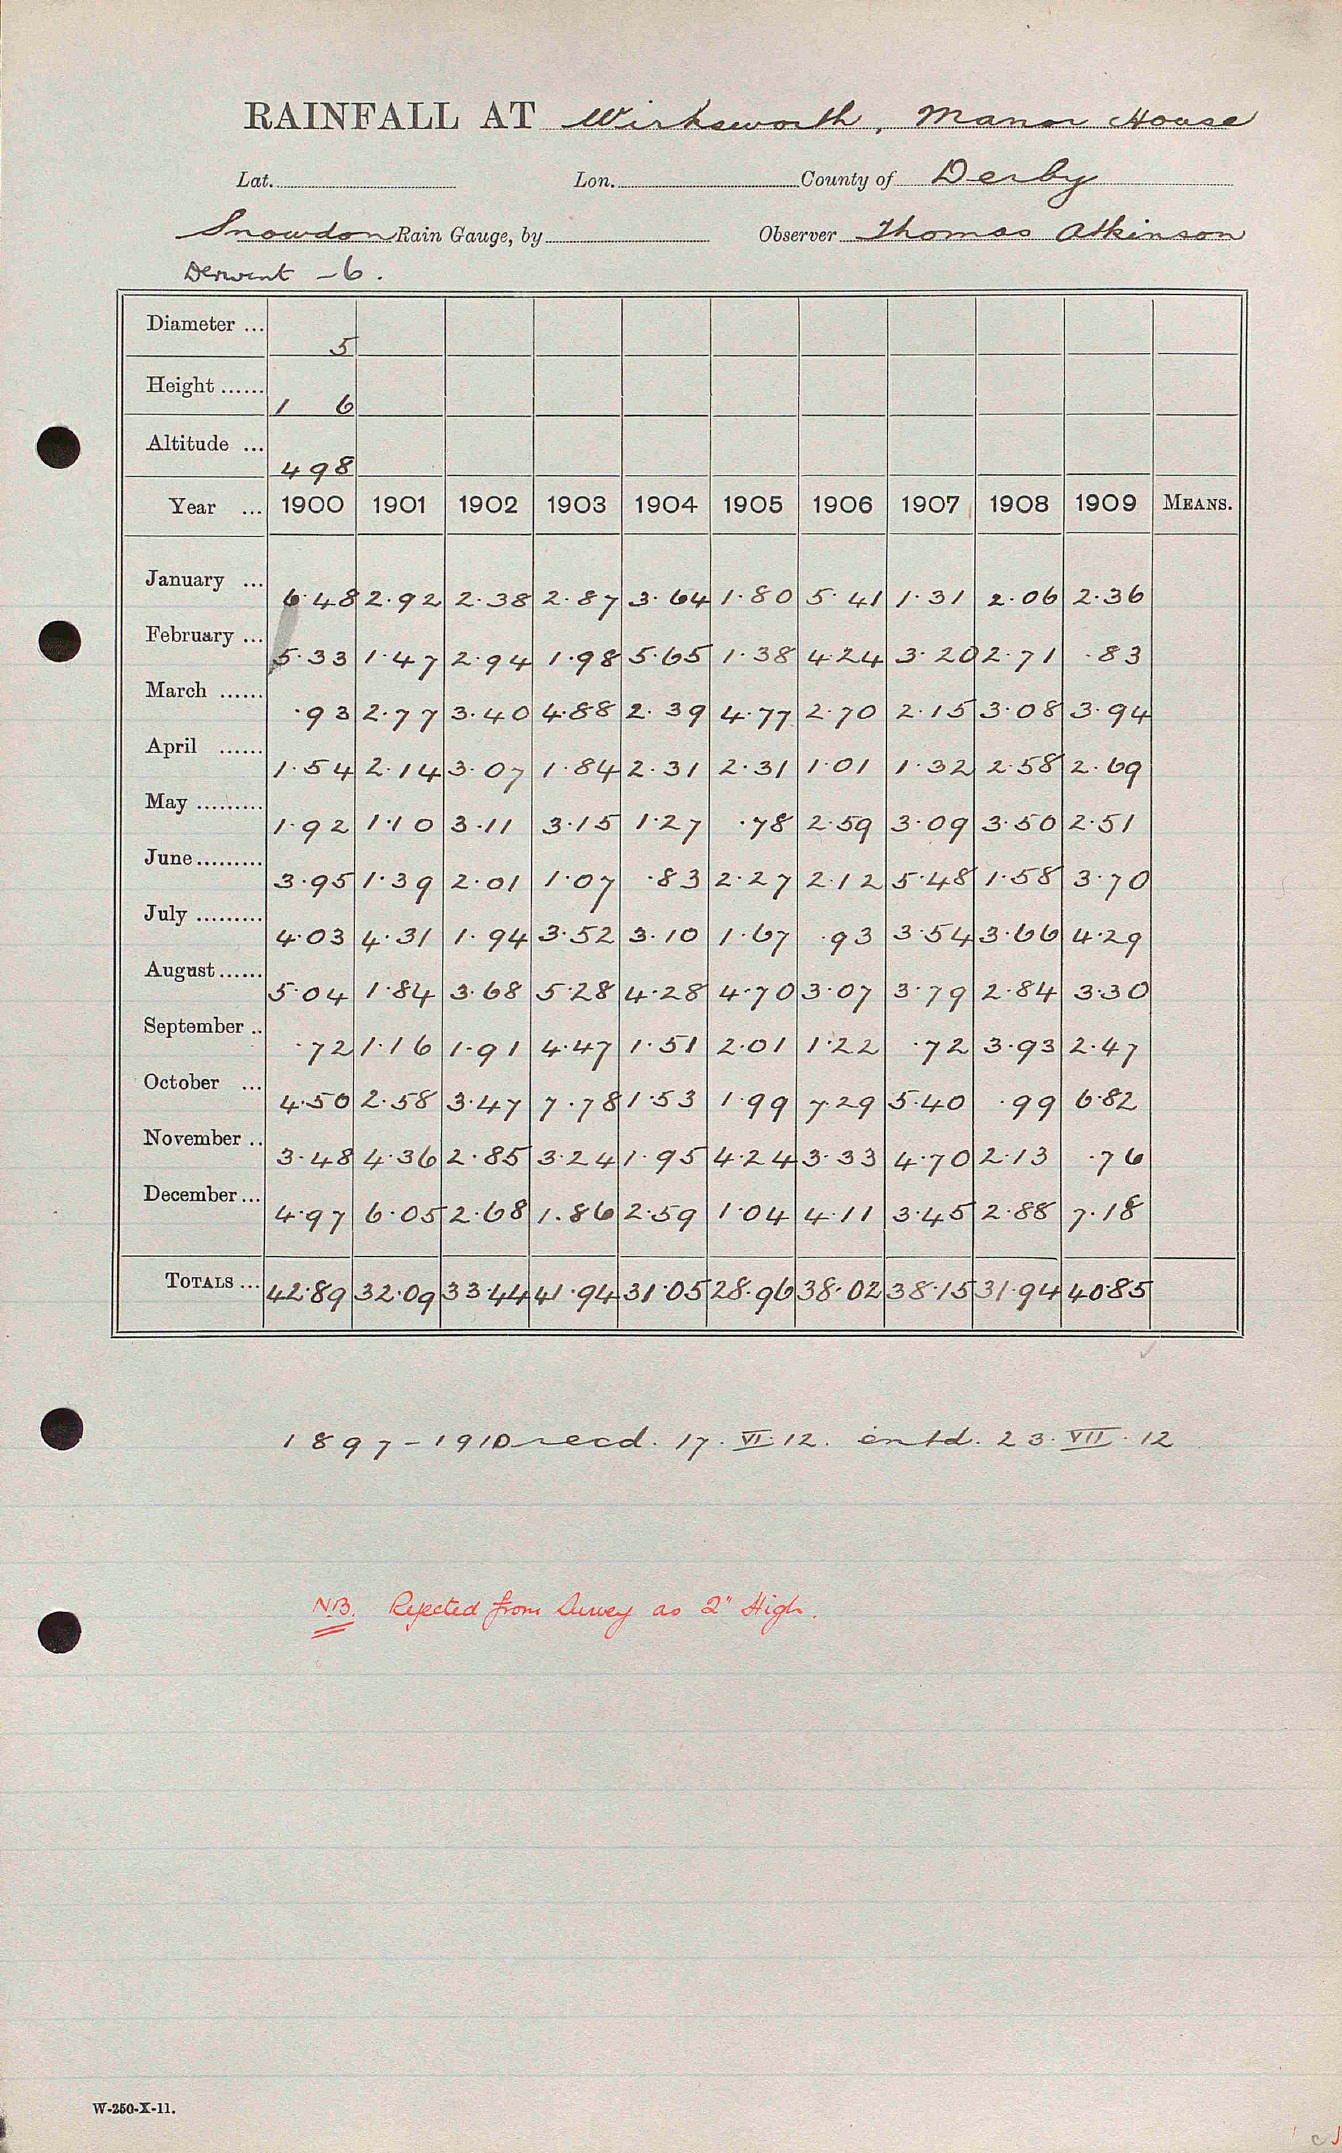 RAINFALL AT Wirksworth, Manor House
Lat. Lon. County of Derby
Snowdon Rain Gauge, by Observer Thomas Atkinson
Derwent - 6.
Diameter ... 5
Height ...... 1 6
Altitude ... 498
Year ... 1900 1901 1902 1903 1904 1905 1906 1907 1908 1909 MEANS.
January ... 6.48 2.92 2.38 2.87 3.64 1.80 5.41 1.31 2.06 2.36
February ... 5.33 1.47 2.94 1.98 5.65 1.38 4.24 3.20 2.71 .83
March ...... .93 2.77 3.40 4.88 2.39 4.77 2.70 2.15 3.08 3.94
April ...... 1.54 2.14 3.07 1.84 2.31 2.31 1.01 1.32 2.58 2.69
May ......... 1.92 1.10 3.11 3.15 1.27 .78 2.59 3.09 3.50 2.51
June ......... 3.95 1.39 2.01 1.07 .83 2.27 2.12 5.48 1.58 3.70
July ......... 4.03 4.31 1.94 3.52 3.10 1.67 .93 3.54 3.66 4.29
August ...... 5.04 1.84 3.68 5.28 4.28 4.70 3.07 3.79 2.84 3.30
September .. .72 1.16 1.91 4.47 1.51 2.01 1.22 .72 3.93 2.47
October ... 4.50 2.58 3.47 7.78 1.53 1.99 7.29 5.40 .99 6.82
November .. 3.48 4.36 2.85 3.24 1.95 4.24 3.33 4.70 2.13 .76
December ... 4.97 6.05 2.68 1.86 2.59 1.04 4.11 3.45 2.88 7.18
TOTALS ... 42.89 32.09 33.44 41.94 31.05 28.96 38.02 38.15 31.94 40.85
1897-1910 recd. 17.VI.12. entd. 23.VII.12
N.B. Rejected from Survey as 2" High.
W-250-X-11.